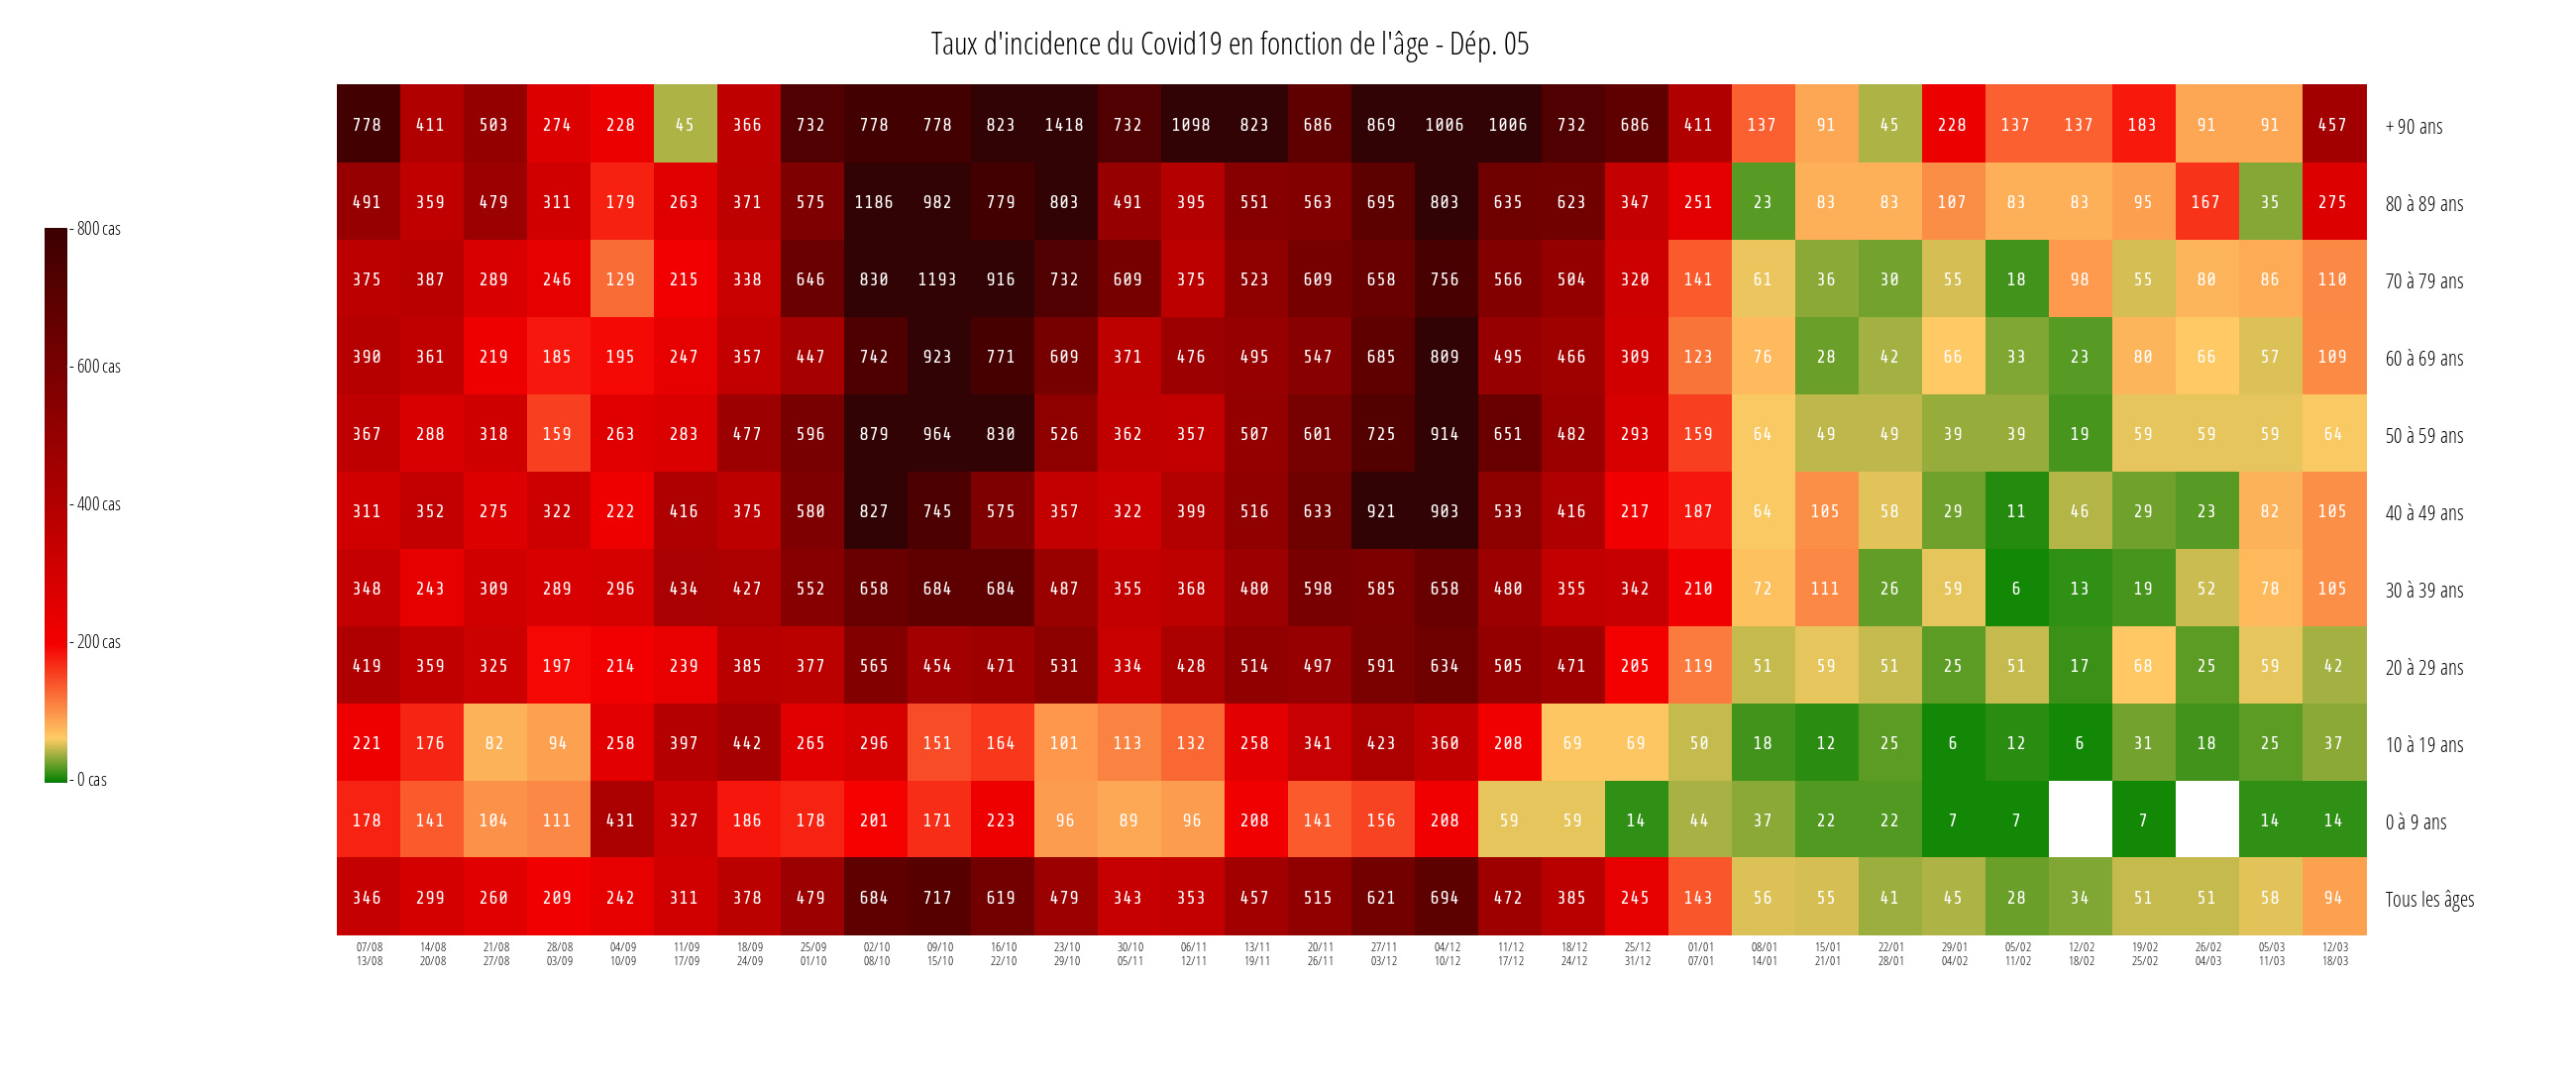 Taux d'incidence du Covid19 en fonction de l'âge - Dép. 05
778 411 503 274 228 45 366 732 778 778 823 1418 732 1098 823 686 869 1006 1006 732 686 411 137 91 45 228 137 137 183 91 91 457 + 90 ans
491 359 479 311 179 263 371 575 1186 982 779 803 491 395 551 563 695 803 635 623 347 251 23 83 83 107 83 83 95 167 35 275 80 à 89 ans
- 800 cas
375 387 289 246 129 215 338 646 830 1193 916 732 609 375 523 609 658 756 566 504 320 141 61 36 30 55 18 98 55 80 86 110 70 à 79 ans
390 361 219 185 195 247 357 447 742 923 771 609 371 476 495 547 685 809 495 466 309 123 76 28 42 66 33 23 80 66 57 109 60 à 69 ans
- 600 cas
367 288 318 159 263 283 477 596 879 964 830 526 362 357 507 601 725 914 651 482 293 159 64 49 49 39 39 19 59 59 59 64 50 à 59 ans
- 400 cas
311 352 275 322 222 416 375 580 827 745 575 357 322 399 516 633 921 903 533 416 217 187 64 105 58 29 11 46 29 23 82 105 40 à 49 ans
348 243 309 289 296 434 427 552 658 684 684 487 355 368 480 598 585 658 480 355 342 210 72 111 26 59 6 13 19 52 78 105 30 à 39 ans
- 200 cas
419 359 325 197 214 239 385 377 565 454 471 531 334 428 514 497 591 634 505 471 205 119 51 59 51 25 51 17 68 25 59 42 20 à 29 ans
221 176 82 94 258 397 442 265 296 151 164 101 113 132 258 341 423 360 208 69 69 50 18 12 25 6 12 6 31 18 25 37 10 à 19 ans
- 0 cas
178 141 104 111 431 327 186 178 201 171 223 96 89 96 208 141 156 208 59 59 14 44 37 22 22 7 7 7 14 14 0 à 9 ans
346 299 260 209 242 311 378 479 684 717 619 479 343 353 457 515 621 694 472 385 245 143 56 55 41 45 28 34 51 51 58 94 Tous les âges
07/08 14/08 21/08 28/08 04/09 11/09 18/09 25/09 02/10 09/10 16/10 23/10 30/10 06/11 13/11 20/11 27/11 04/12 11/12 18/12 25/12 01/01 08/01 15/01 22/01 29/01 05/02 12/02 19/02 26/02 05/03 12/03
13/08 20/08 27/08 03/09 10/09 17/09 24/09 01/10 08/10 15/10 22/10 29/10 05/11 12/11 19/11 26/11 03/12 10/12 17/12 24/12 31/12 07/01 14/01 21/01 28/01 04/02 11/02 18/02 25/02 04/03 11/03 18/03